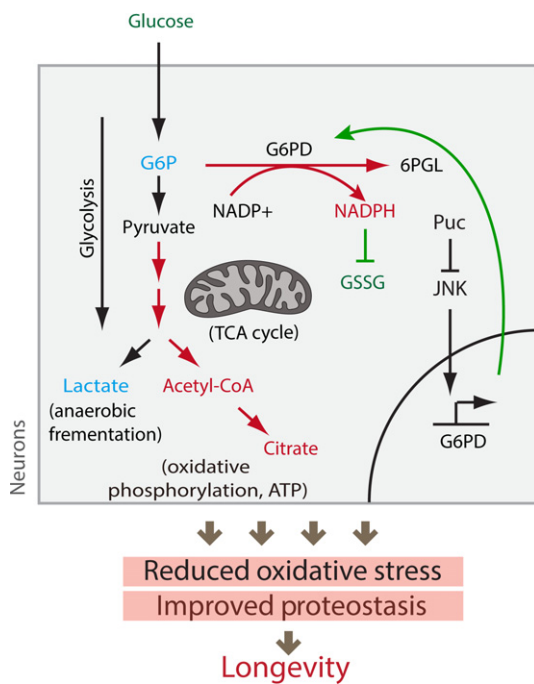 Glucose
Glycolysis
G6P
G6PD
6PGL
NADP+
NADPH
Pyruvate
GSSG
Puc
JNK
(TCA cycle)
Lactate
(anaerobic
frementation)
Acetyl-CoA
Citrate
(oxidative
phosphorylation, ATP)
G6PD
Neurons
Reduced oxidative stress
Improved proteostasis
Longevity